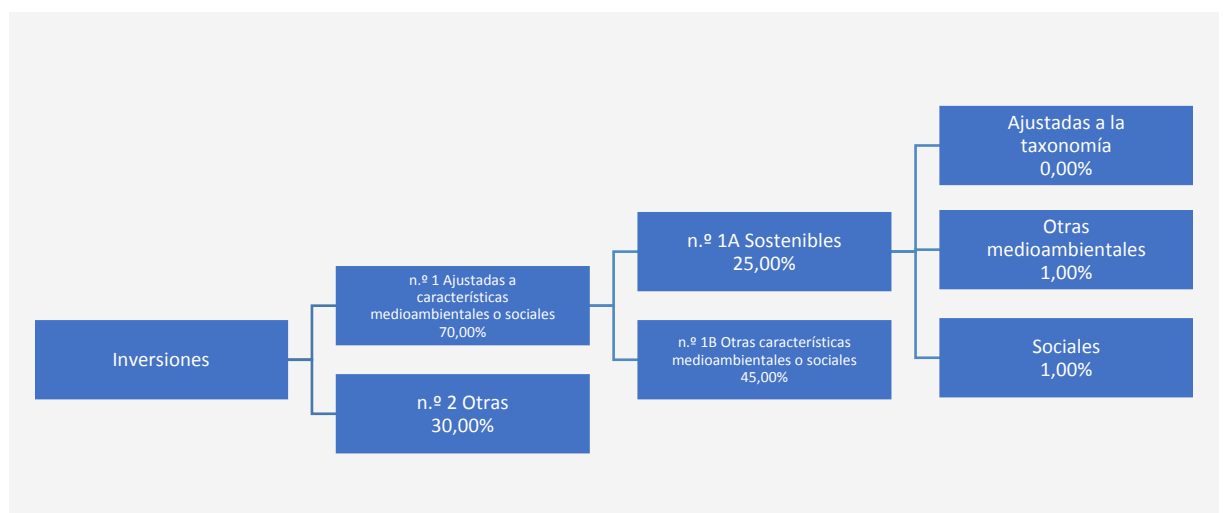 Inversiones
n.º 1 Ajustadas a
características
medioambientales o sociales
70,00%
n.º 2 Otras
30,00%
n.º 1A Sostenibles
25,00%
n.º 1B Otras características
medioambientales o sociales
45,00%
Ajustadas a la
taxonomía
0,00%
Otras
medioambientales
1,00%
Sociales
1,00%